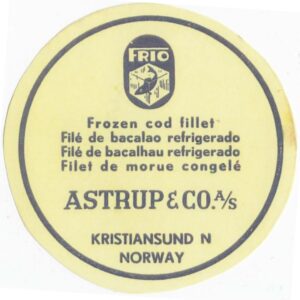 FRIO
Frozen cod fillet
Filé de bacalao refrigerado
Filé de bacalhau refrigerado
Filet de morue congelé
ASTRUP & CO. A/S
KRISTIANSUND N
NORWAY